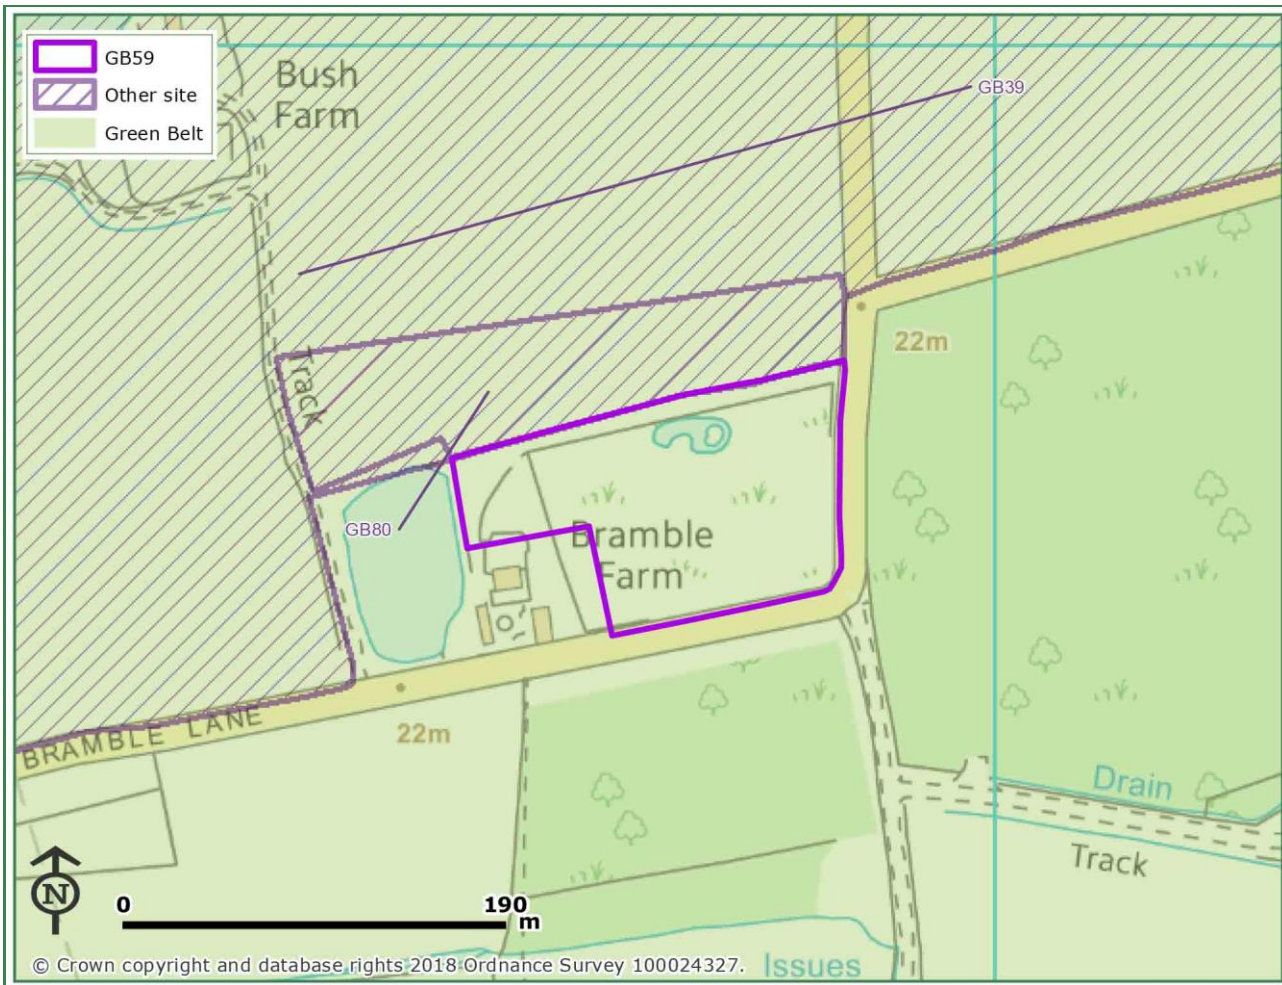 GB59
Other site
Green Belt
Bush
Farm
GB39
Track
22m
GB80
Bramble
Farm
BRAMBLE LANE
22m
Drain
Track
N
0 190
m
© Crown copyright and database rights 2018 Ordnance Survey 100024327.
Issues